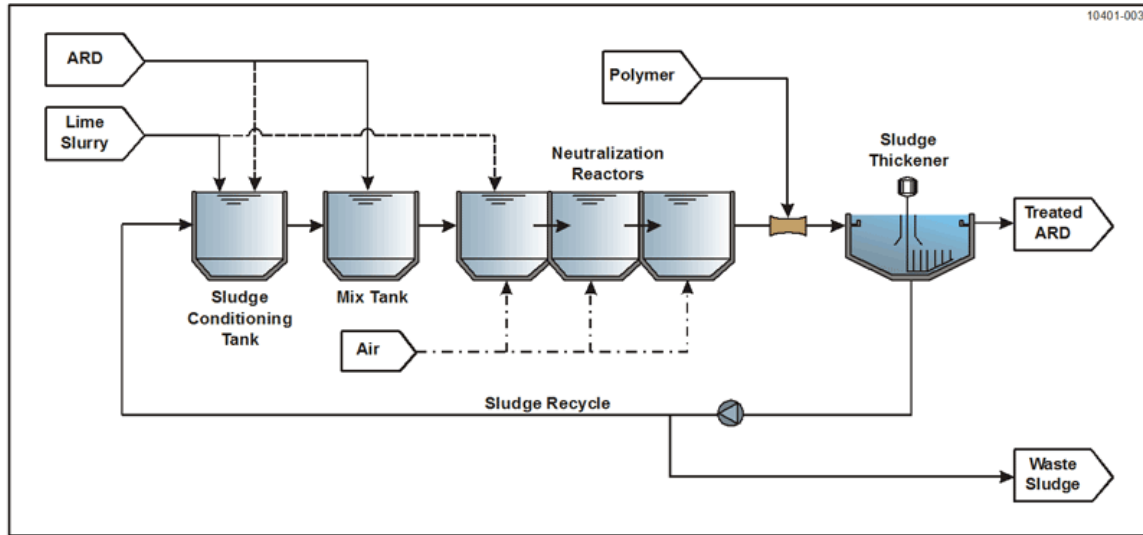 10401-003
ARD
Lime
Slurry
Polymer
Neutralization
Reactors
Sludge
Thickener
Treated
ARD
Sludge
Conditioning
Tank
Mix Tank
Air
Sludge Recycle
Waste
Sludge